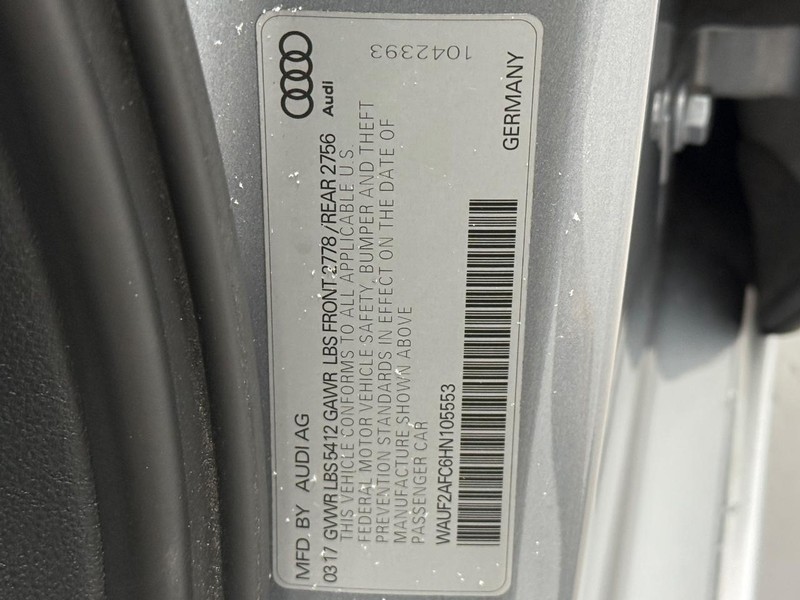 MFD. BY AUDI AG
03 17 GVWR LBS 5412 GAWR LBS FRONT 2778 / REAR 2756
THIS VEHICLE CONFORMS TO ALL APPLICABLE U.S.
FEDERAL MOTOR VEHICLE SAFETY, BUMPER AND THEFT
PREVENTION STANDARDS IN EFFECT ON THE DATE OF
MANUFACTURE SHOWN ABOVE
PASSENGER CAR
WAUF2AFC6HN105553
Audi
1042393
GERMANY